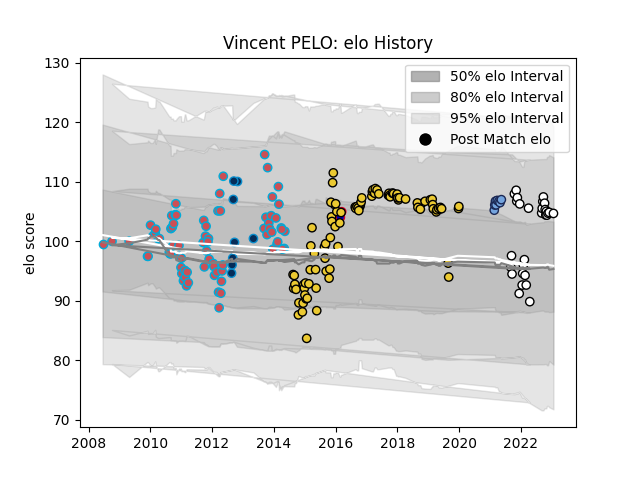 Vincent PELO: elo History
130
120
110
100
90
80
70
elo score
50% elo Interval
80% elo Interval
95% elo Interval
Post Match elo
2008 2010 2012 2014 2016 2018 2020 2022